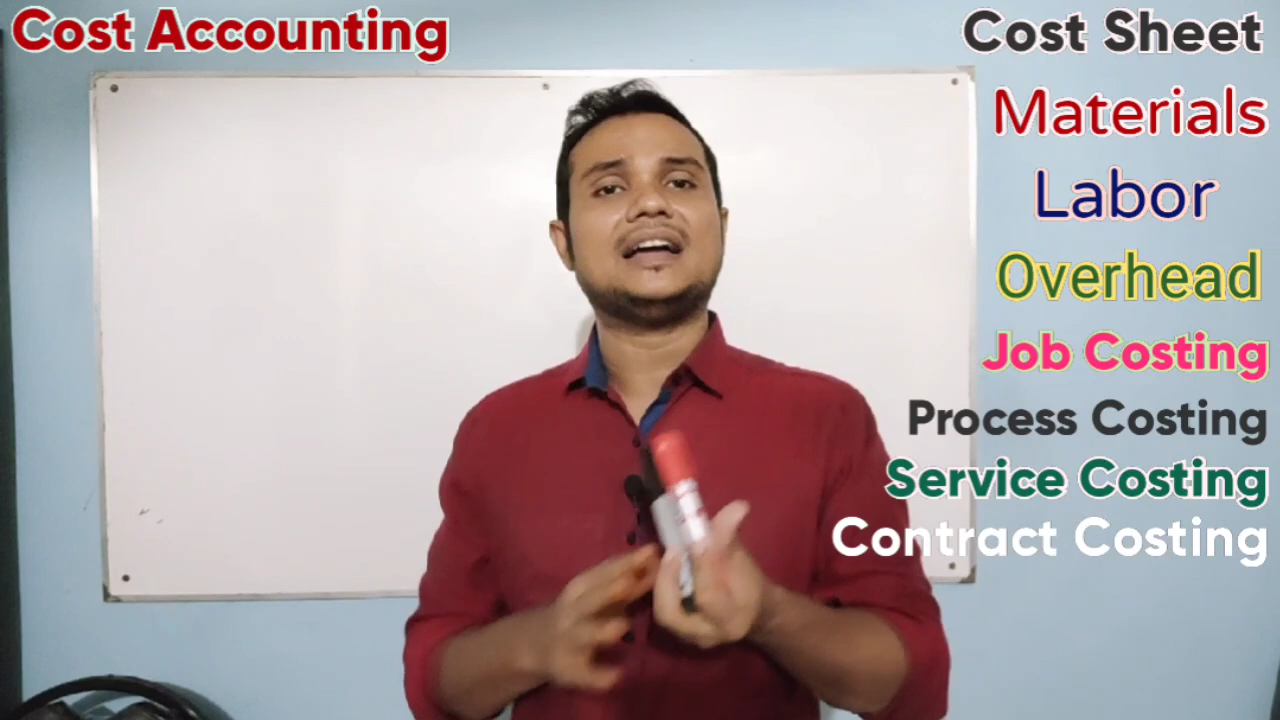 Cost Accounting
Cost Sheet
Materials
Labor
Overhead
Job Costing
Process Costing
Service Costing
Contract Costing